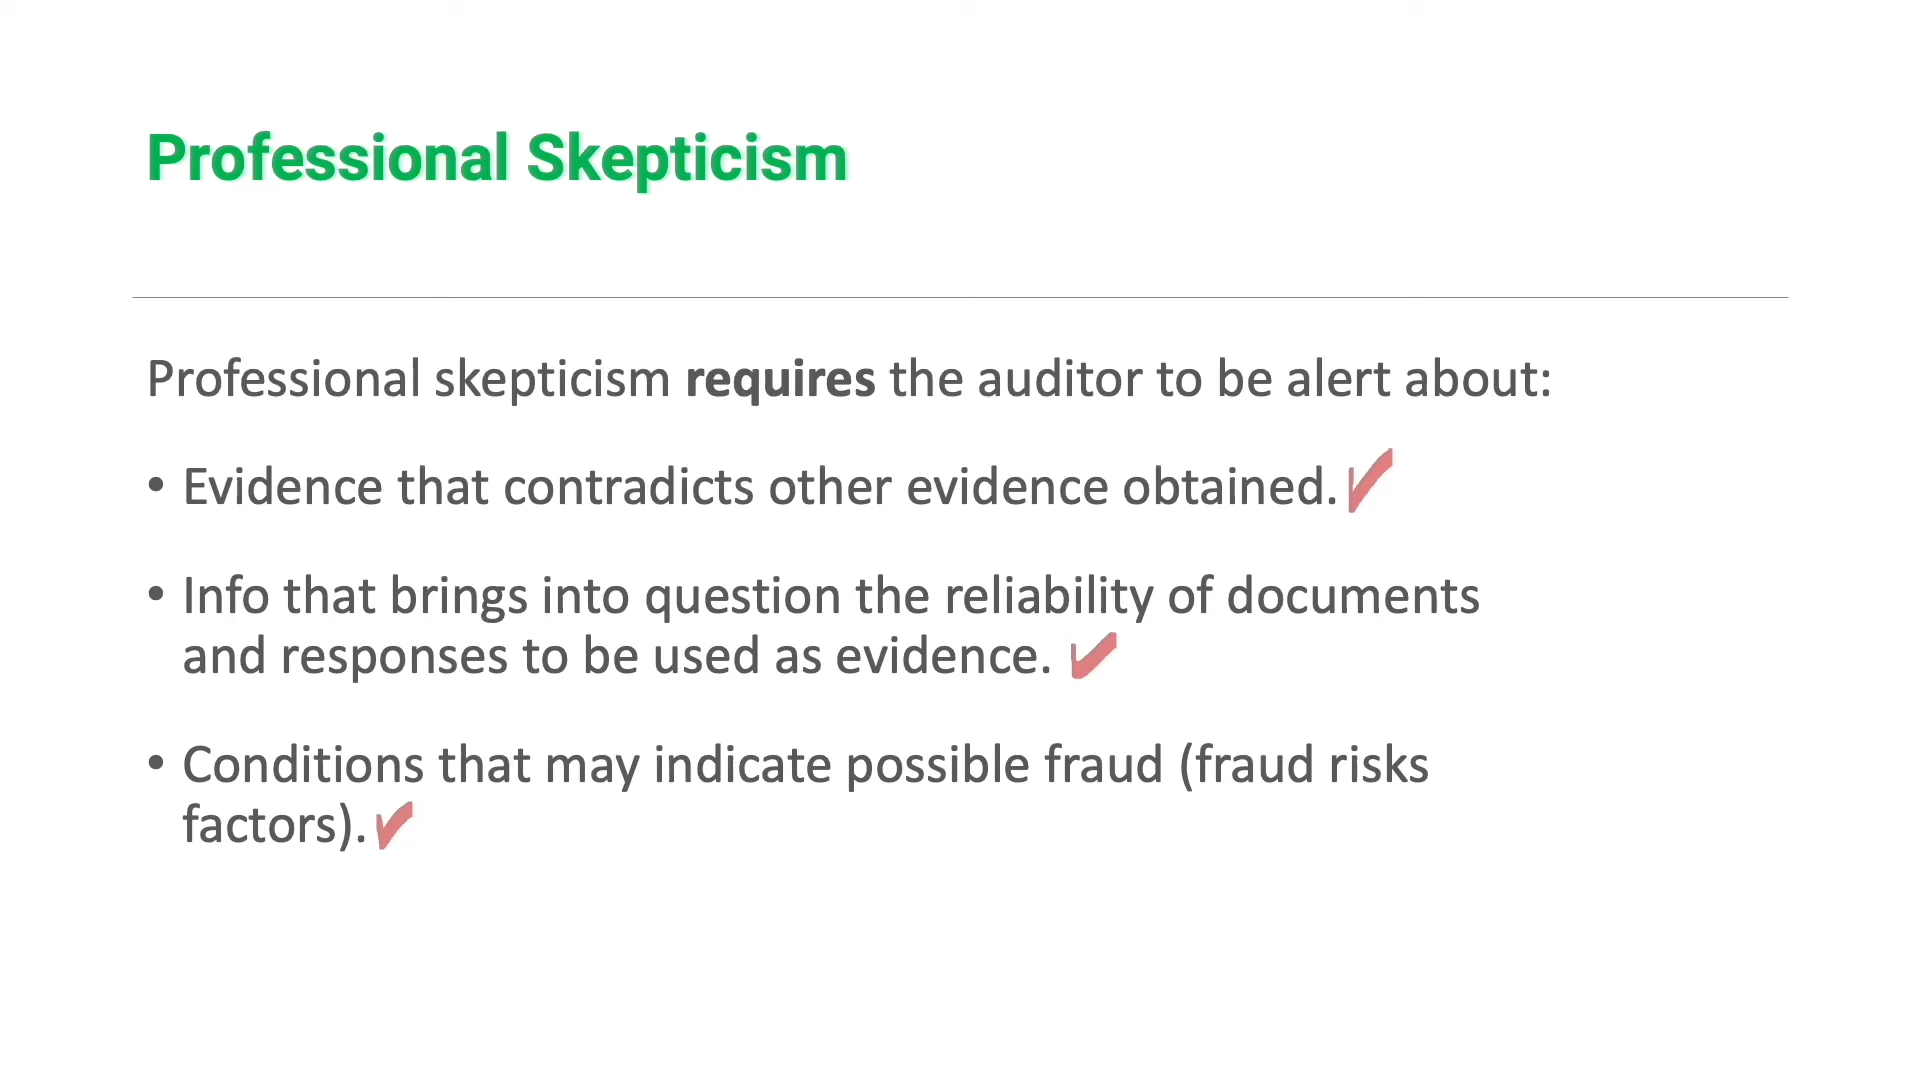 Professional Skepticism
Professional skepticism requires the auditor to be alert about:
• Evidence that contradicts other evidence obtained.
• Info that brings into question the reliability of documents
and responses to be used as evidence.
• Conditions that may indicate possible fraud (fraud risks
factors).